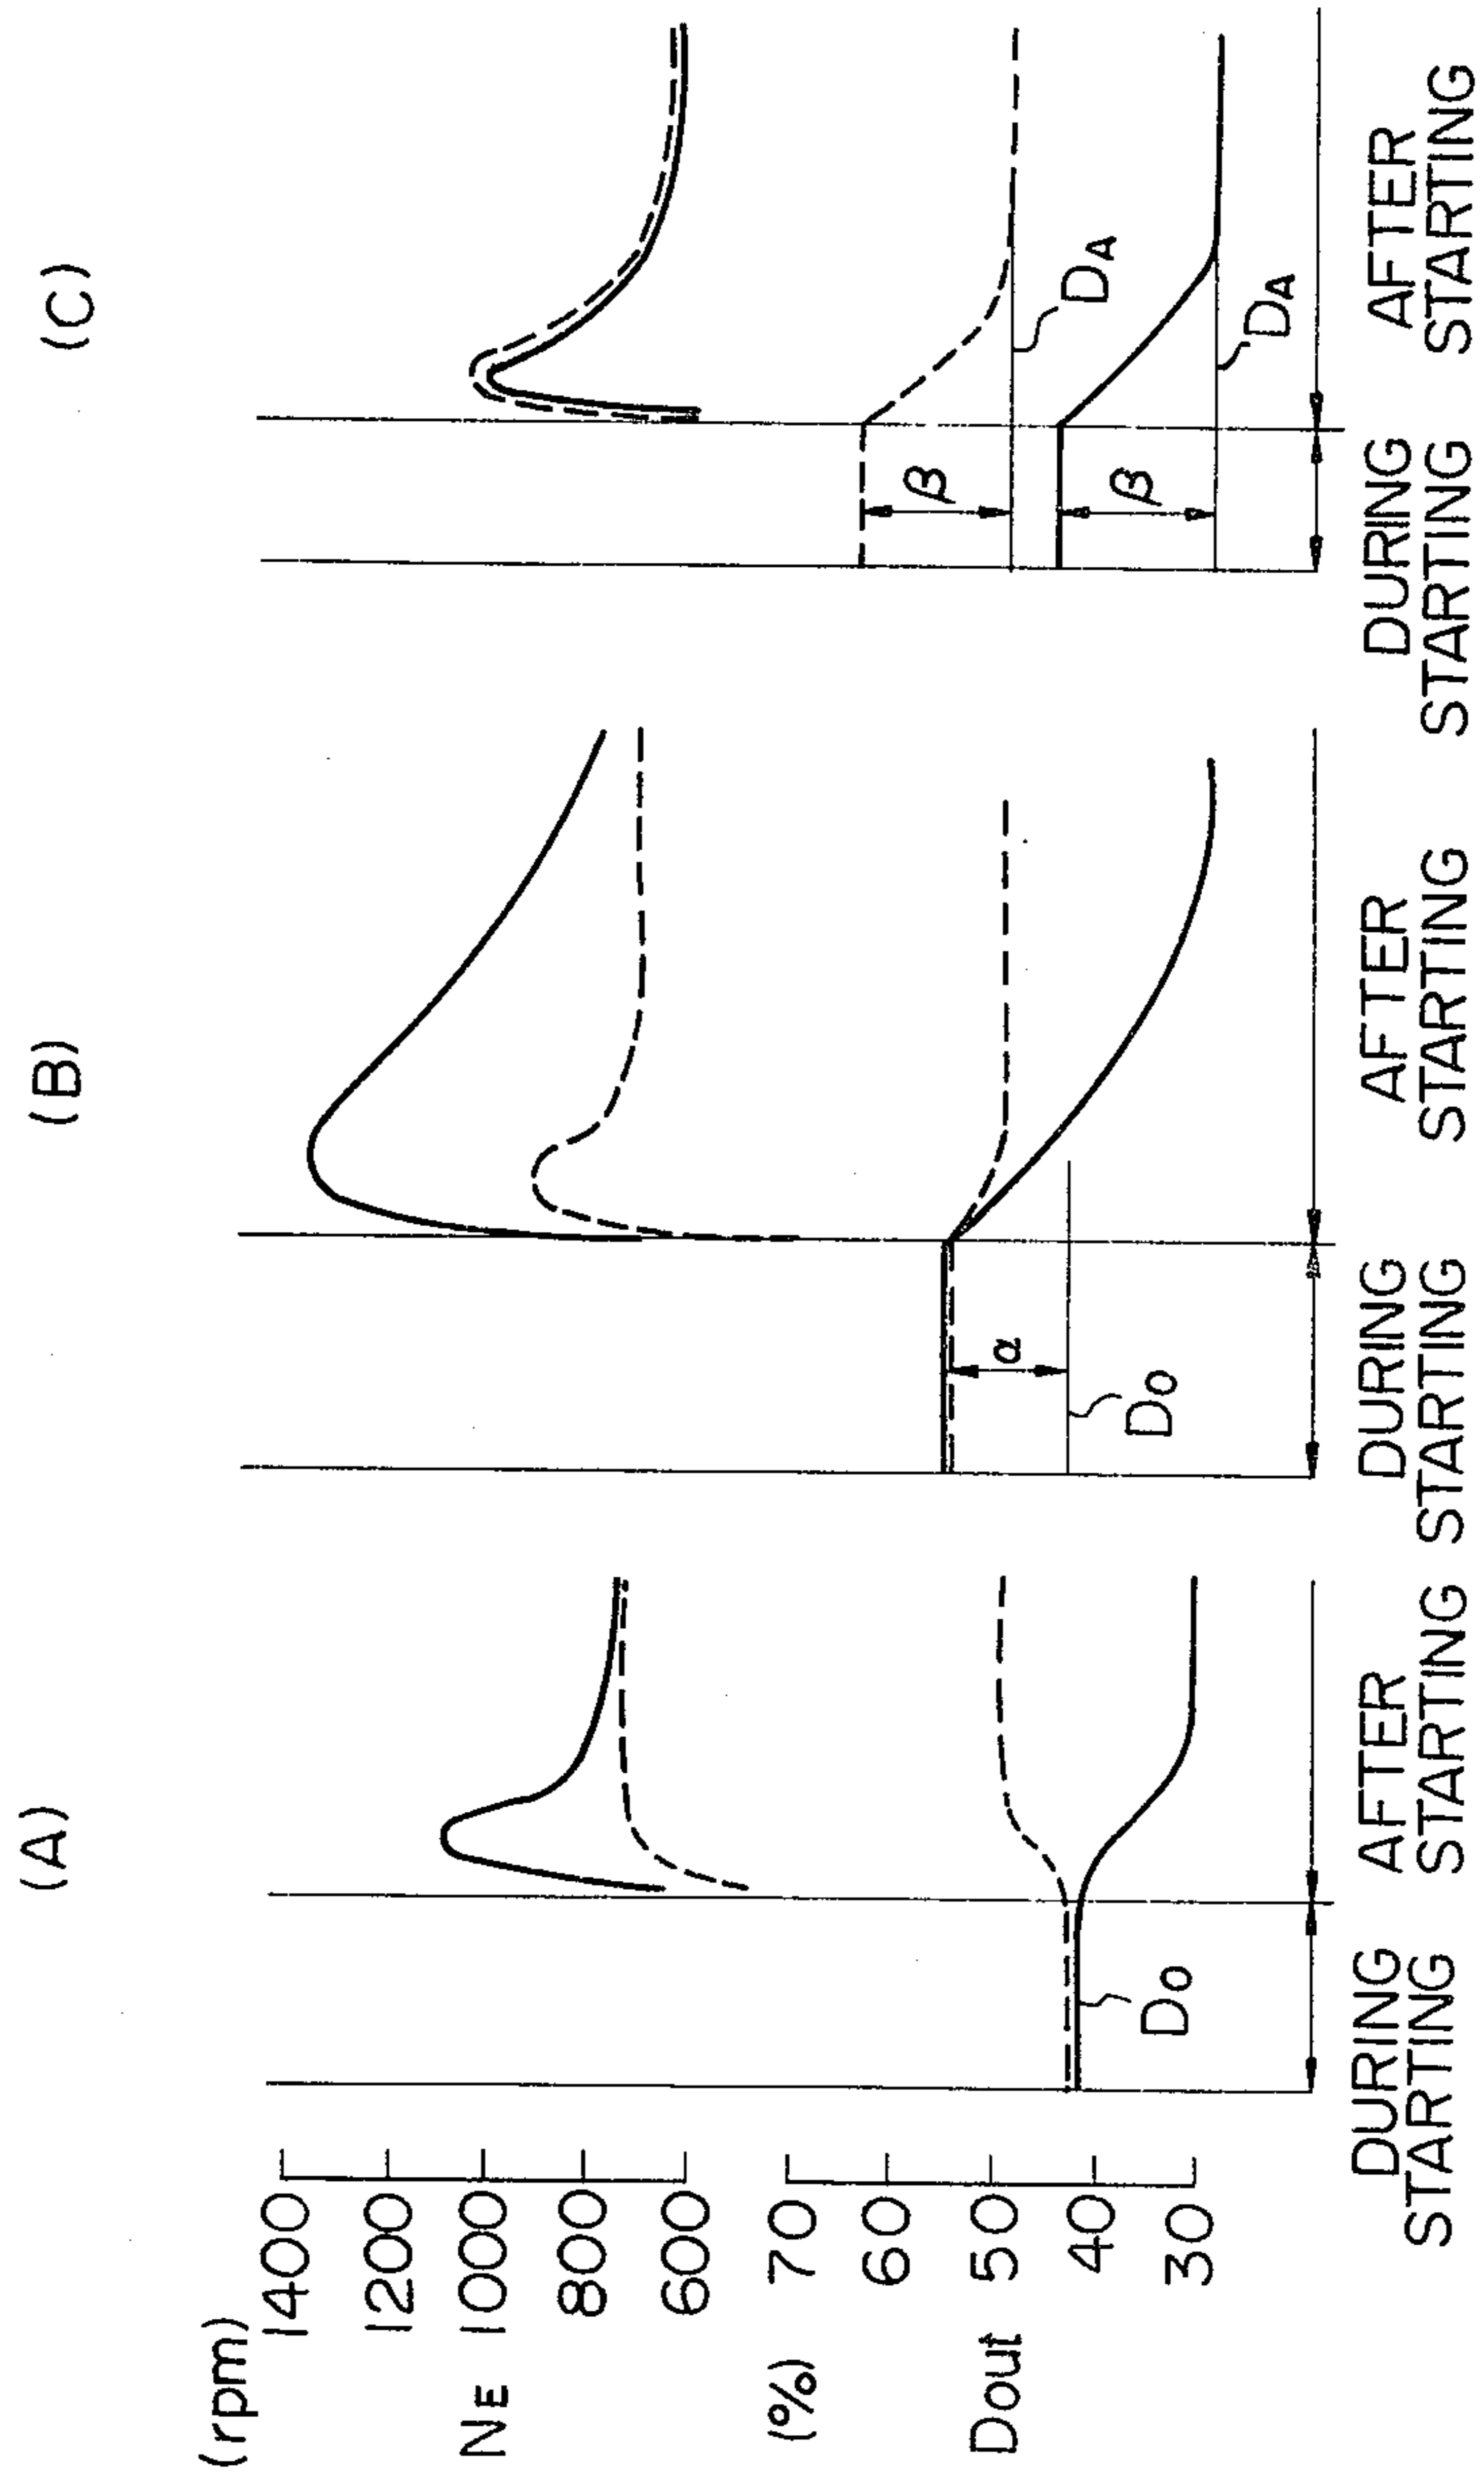 (A)
(B)
(C)
(rpm)
1400
1200
NE 1000
800
600
(%)
70
60
Dout 50
40
30
DO
α
DO
β
DA
β
DA
DURING
STARTING
AFTER
STARTING
DURING
STARTING
AFTER
STARTING
DURING
STARTING
AFTER
STARTING